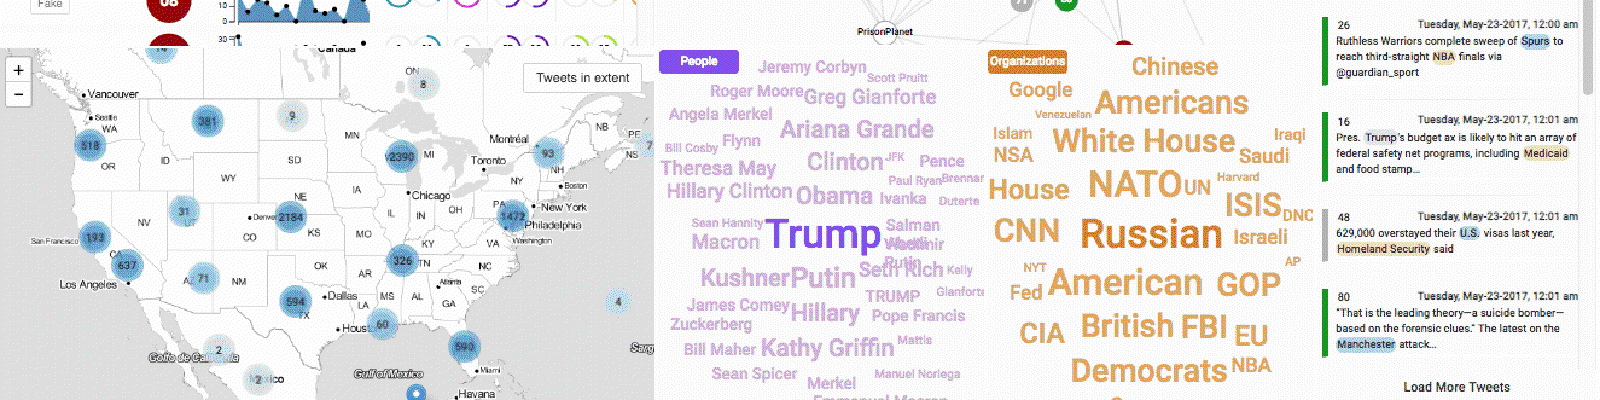 Fake
06
15
0
30
Canada
+
−
Tweets in extent
ON
8
Vancouver
Seattle
WA
618
381
9
MN
2390
MI
Montréal
93
NB
PE
NS
7
OR
ID
SD
Toronto
NH
WY
IA
Chicago
NY
Boston
NE
PA
New York
31
Denver
2184
IL
IN
OH
1472
Philadelphia
NV
CO
KS
MO
KY
VA
Washington
San Francisco
193
CA
637
326
TN
NC
OK
AR
71
NM
Atlanta
SC
Los Angeles
594
Dallas
MS
AL
GA
4
TX
LA
Houst
60
590
2
Golfo de California
Gulf of Mexico
Miami
2
Mexico
Havana
Sarg
PrisonPlanet
People
Jeremy Corbyn
Scott Pruitt
Roger Moore
Greg Gianforte
Angela Merkel
Ariana Grande
Flynn
Bill Cosby
Clinton
JFK
Pence
Theresa May
Paul Ryan
Brennan
Hillary Clinton
Obama
Ivanka
Duterte
Sean Hannity
Trump
Salman
Macron
Vladimir
Putin
Kushner
Putin
Seth Rich
Kelly
TRUMP
Gianforte
James Comey
Hillary
Pope Francis
Zuckerberg
Bill Maher
Kathy Griffin
Mattis
Sean Spicer
Manuel Noriega
Merkel
Emmanuel Macron
Organizations
Chinese
Google
Americans
Venezuelan
Islam
White House
Iraqi
NSA
Saudi
House
NATO
UN
Harvard
ISIS
DNC
CNN
Russian
Israeli
NYT
AP
Fed
American
GOP
CIA
British
FBI
EU
Democrats
NBA
26 Tuesday, May-23-2017, 12:00 am
Ruthless Warriors complete sweep of Spurs to
reach third-straight NBA finals via
@guardian_sport
16 Tuesday, May-23-2017, 12:01 am
Pres. Trump's budget ax is likely to hit an array of
federal safety net programs, including Medicaid
and food stamp...
48 Tuesday, May-23-2017, 12:01 am
629,000 overstayed their U.S. visas last year,
Homeland Security said
80 Tuesday, May-23-2017, 12:01 am
"That is the leading theory—a suicide bomber—
based on the forensic clues." The latest on the
Manchester attack...
Load More Tweets